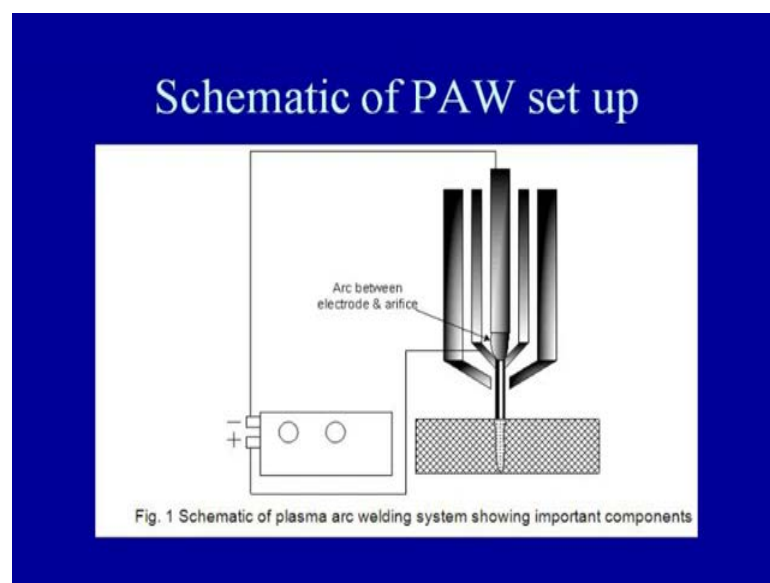 Schematic of PAW set up
Arc between
electrode & arifice
−
+
Fig. 1 Schematic of plasma arc welding system showing important components